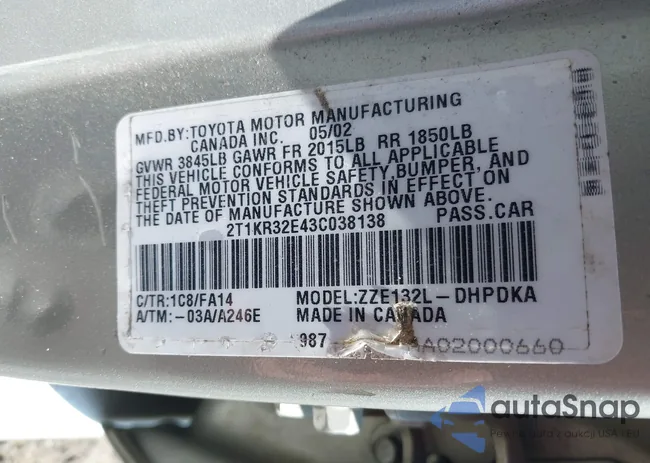 MFD.BY:TOYOTA MOTOR MANUFACTURING
CANADA INC. 05/02
GVWR 3845LB GAWR FR 2015LB RR 1850LB
THIS VEHICLE CONFORMS TO ALL APPLICABLE
FEDERAL MOTOR VEHICLE SAFETY,BUMPER, AND
THEFT PREVENTION STANDARDS IN EFFECT ON
THE DATE OF MANUFACTURE SHOWN ABOVE.
2T1KR32E43C038138 PASS.CAR
C/TR:1C8/FA14 MODEL:ZZE132L-DHPDKA
A/TM:-03A/A246E MADE IN CANADA
987 A02000660
autoSnap